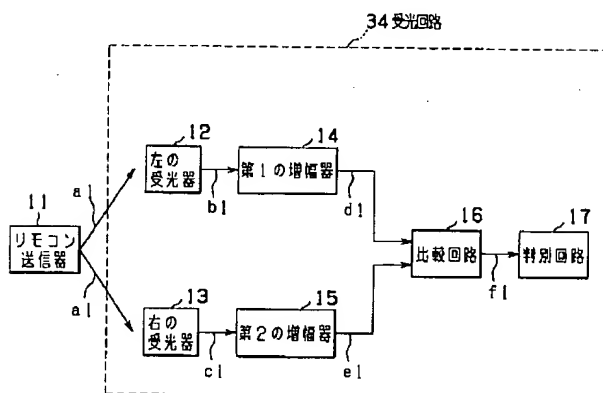 34 受光回路
12
左の
受光器
14
第1の増幅器
a1
b1
d1
11
リモコン
送信器
16
比較回路
17
判別回路
f1
a1
13
右の
受光器
15
第2の増幅器
c1
e1